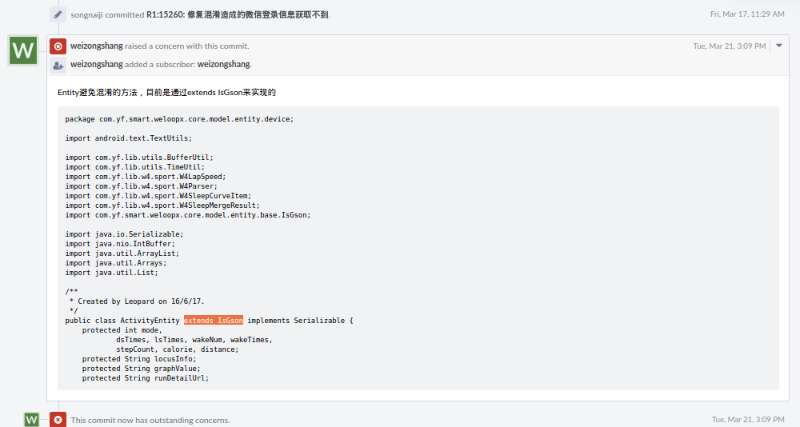 songnaiji committed R1:15260: 修复混淆造成的微信登录信息获取不到.
Fri, Mar 17, 11:29 AM
W
weizongshang raised a concern with this commit.
Tue, Mar 21, 3:09 PM
weizongshang added a subscriber: weizongshang.
Entity避免混淆的方法，目前是通过extends IsGson来实现的
package com.yf.smart.weloopx.core.model.entity.device;
import android.text.TextUtils;
import com.yf.lib.utils.BufferUtil;
import com.yf.lib.utils.TimeUtil;
import com.yf.lib.w4.sport.W4LapSpeed;
import com.yf.lib.w4.sport.W4Parser;
import com.yf.lib.w4.sport.W4SleepCurveItem;
import com.yf.lib.w4.sport.W4SleepMergeResult;
import com.yf.smart.weloopx.core.model.entity.base.IsGson;
import java.io.Serializable;
import java.nio.IntBuffer;
import java.util.ArrayList;
import java.util.Arrays;
import java.util.List;
/**
* Created by Leopard on 16/6/17.
*/
public class ActivityEntity extends IsGson implements Serializable {
protected int mode,
dsTimes, lsTimes, wakeNum, wakeTimes,
stepCount, calorie, distance;
protected String locusInfo;
protected String graphValue;
protected String runDetailUrl;
W
This commit now has outstanding concerns.
Tue, Mar 21, 3:09 PM